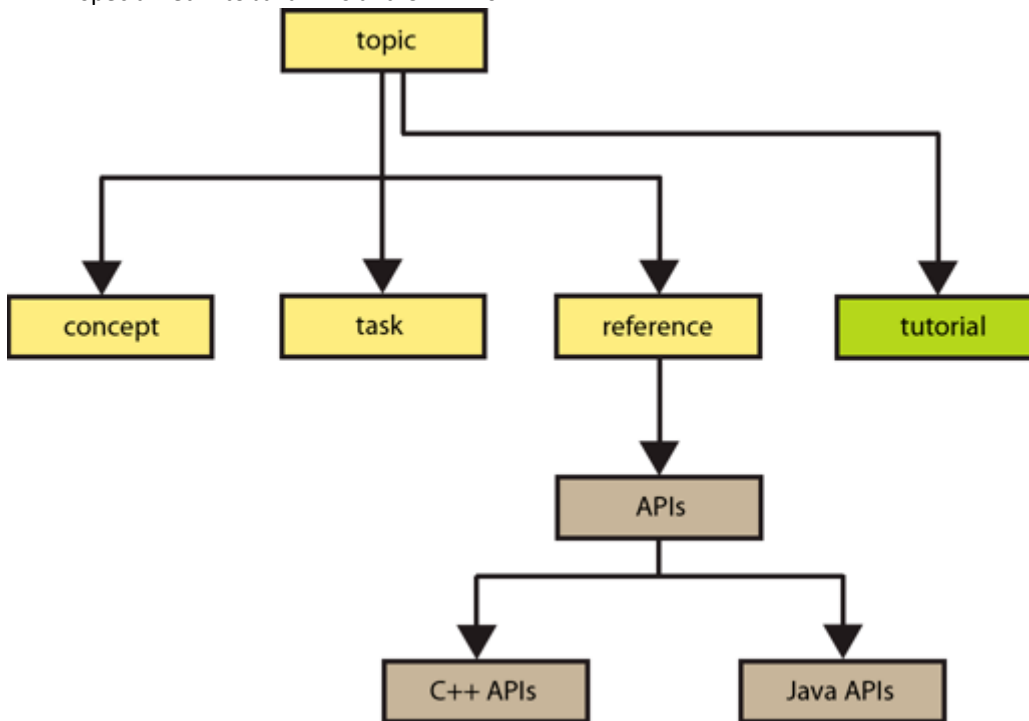 topic
concept
task
reference
tutorial
APIs
C++ APIs
Java APIs